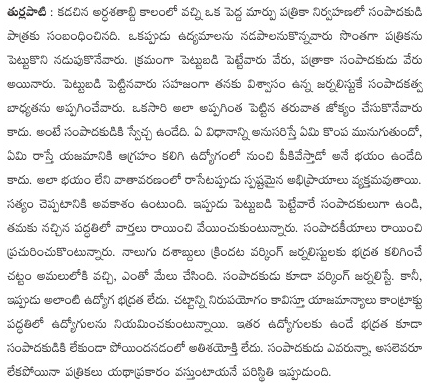 తుర్లపాటి : కడచిన అర్ధశతాబ్ది కాలంలో వచ్చిన ఒక పెద్ద మార్పు పత్రికా నిర్వహణలో సంపాదకుడి
పాత్రకు సంబంధించినది. ఒకప్పుడు ఉద్యమాలను నడపాలనుకొన్నవారు సొంతగా పత్రికను
పెట్టుకొని నడుపుకొనేవారు. క్రమంగా పెట్టుబడి పెట్టేవారు వేరు, పత్రికా సంపాదకుడు వేరు
అయినారు. పెట్టుబడి పెట్టినవారు సహజంగా తనకు విశ్వాసం ఉన్న జర్నలిస్టుకే సంపాదకత్వ
బాధ్యతను అప్పగించేవారు. ఒకసారి అలా అప్పగింత పెట్టిన తరువాత జోక్యం చేసుకొనేవారు
కాదు. అంటే సంపాదకుడికి స్వేచ్ఛ ఉండేది. ఏ విధానాన్ని అనుసరిస్తే ఏమి కొంప మునుగుతుందో,
ఏమి రాస్తే యజమానికి ఆగ్రహం కలిగి ఉద్యోగంలో నుంచి పీకివేస్తాడో అనే భయం ఉండేది
కాదు. అలా భయం లేని వాతావరణంలో రాసేటప్పుడు స్పష్టమైన అభిప్రాయాలు వ్యక్తమవుతాయి.
సత్యం చెప్పటానికి అవకాశం ఉంటుంది. ఇప్పుడు పెట్టుబడి పెట్టేవారే సంపాదకులుగా ఉండి,
తమకు నచ్చిన పద్ధతిలో వార్తలు రాయించి వేయించుకుంటున్నారు. సంపాదకీయాలు రాయించి
ప్రచురించుకొంటున్నారు. నాలుగు దశాబ్దులు క్రిందట వర్కింగ్ జర్నలిస్టులకు భద్రత కలిగించే
చట్టం అమలులోకి వచ్చి, ఎంతో మేలు చేసింది. సంపాదకుడు కూడా వర్కింగ్ జర్నలిస్టే. కానీ,
ఇప్పుడు అలాంటి ఉద్యోగ భద్రత లేదు. చట్టాన్ని నిరుపయోగం కావిస్తూ యాజమాన్యాలు కాంట్రాక్టు
పద్ధతిలో ఉద్యోగులను నియమించకుంటున్నాయి. ఇతర ఉద్యోగులకు ఉండే భద్రత కూడా
సంపాదకుడికి లేకుండా పోయిందనడంలో అతిశయోక్తి లేదు. సంపాదకుడు ఎవరున్నా, అసలెవరూ
లేకపోయినా పత్రికలు యథాప్రకారం వస్తుంటాయనే పరిస్థితి ఇప్పుడుంది.